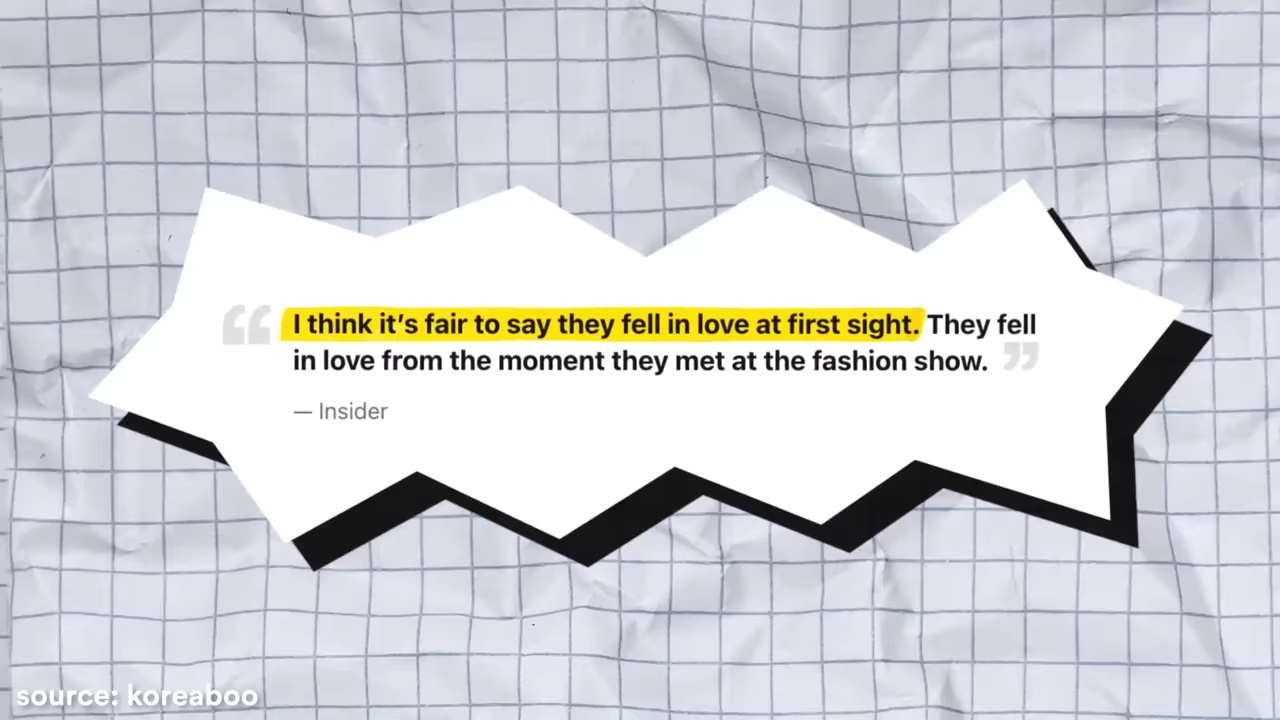 “ I think it’s fair to say they fell in love at first sight. They fell
in love from the moment they met at the fashion show. ”
— Insider
source: koreaboo